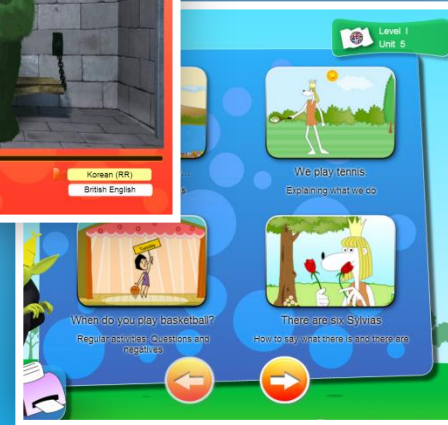 Level I
Unit 5
Korean (RR)
British English
We play tennis.
Explaining what we do
Tuesday
When do you play basketball?
Regular activities: Questions and
negatives
There are six Sylvias
How to say what there is and there are